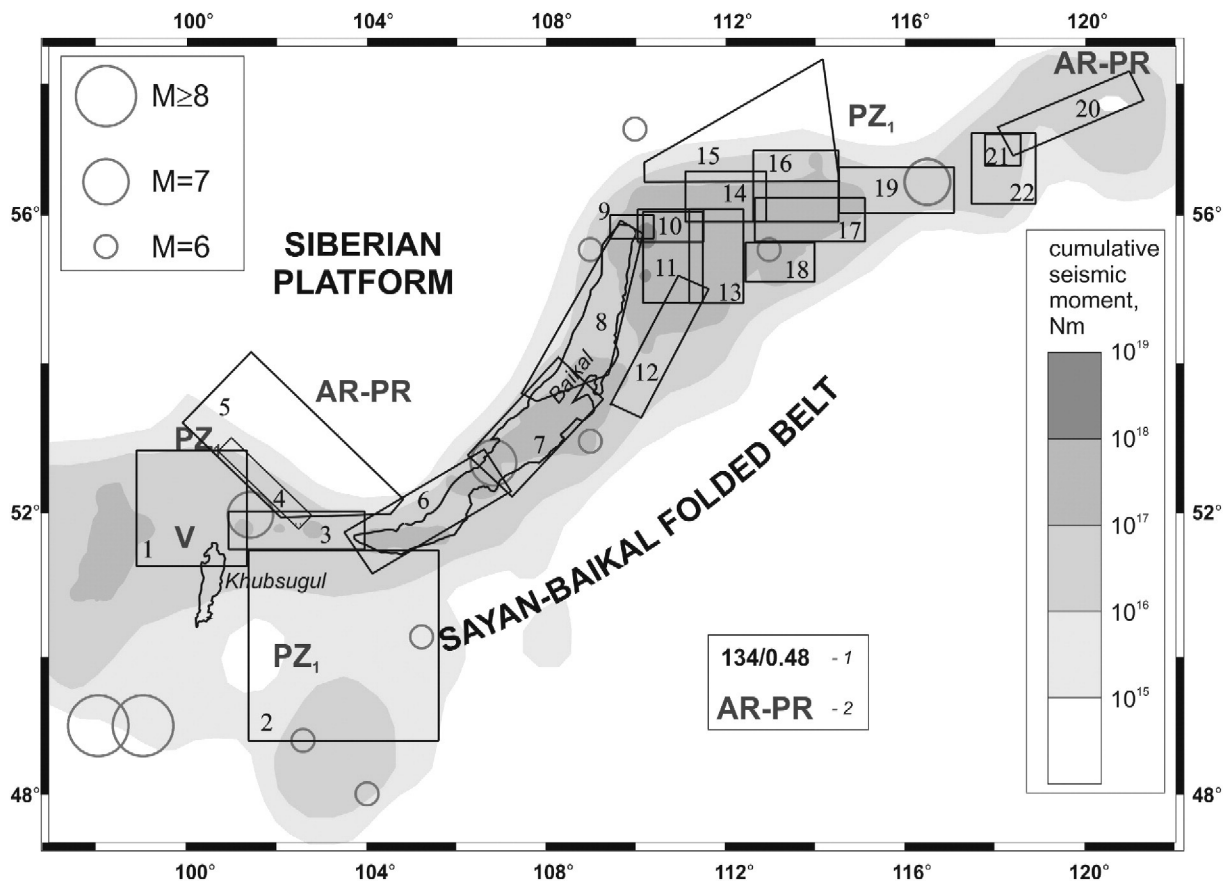 100° 104° 108° 112° 116° 120°
M≥8
M=7
M=6
AR-PR
20
PZ₁
15
16
21
22
19
14
56° 56°
9
10
17
SIBERIAN
PLATFORM
11
13
18
8
Baikal
12
cumulative
seismic
moment,
Nm
10¹⁹
10¹⁸
10¹⁷
10¹⁶
10¹⁵
AR-PR
5
PZ₁
7
6
4
52° 52°
3
V
1
Khubsugul
SAYAN-BAIKAL FOLDED BELT
PZ₁
2
134/0.48 - 1
AR-PR - 2
48° 48°
100° 104° 108° 112° 116° 120°